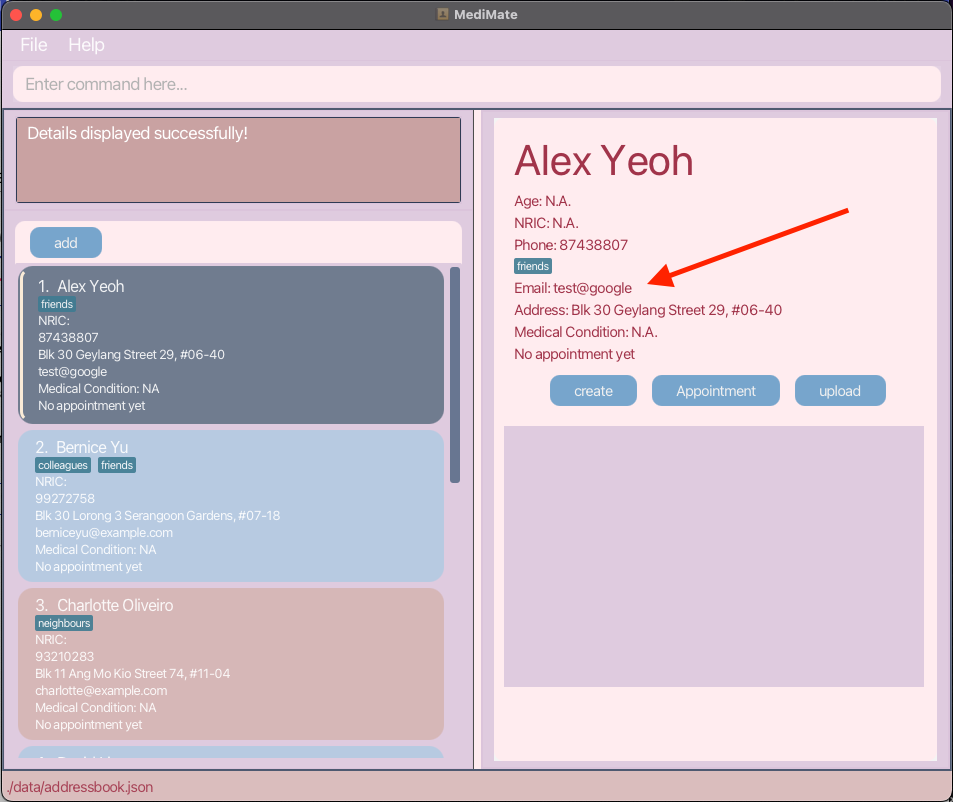 MediMate
File Help
Enter command here...
Details displayed successfully!
add
1. Alex Yeoh
friends
NRIC:
87438807
Blk 30 Geylang Street 29, #06-40
test@google
Medical Condition: NA
No appointment yet
2. Bernice Yu
colleagues friends
NRIC:
99272758
Blk 30 Lorong 3 Serangoon Gardens, #07-18
berniceyu@example.com
Medical Condition: NA
No appointment yet
3. Charlotte Oliveiro
neighbours
NRIC:
93210283
Blk 11 Ang Mo Kio Street 74, #11-04
charlotte@example.com
Medical Condition: NA
No appointment yet
Alex Yeoh
Age: N.A.
NRIC: N.A.
Phone: 87438807
friends
Email: test@google
Address: Blk 30 Geylang Street 29, #06-40
Medical Condition: N.A.
No appointment yet
create Appointment upload
./data/addressbook.json